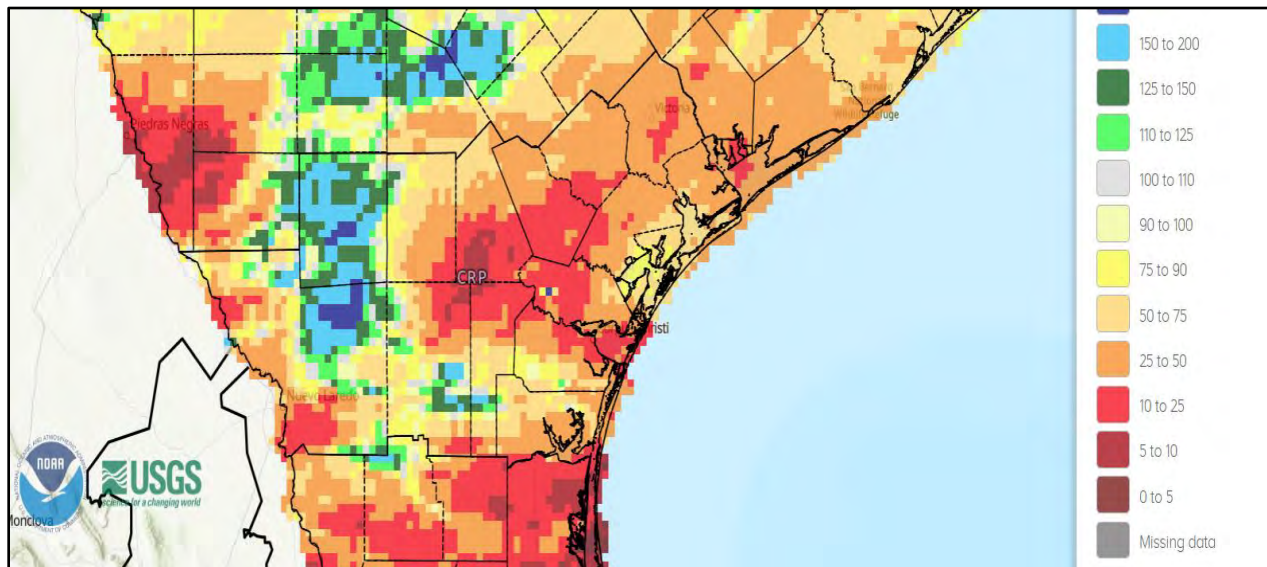 150 to 200
125 to 150
110 to 125
100 to 110
90 to 100
75 to 90
50 to 75
25 to 50
10 to 25
5 to 10
0 to 5
Missing data
Piedras Negras
Victoria
CRP
Nuevo Laredo
Monclova
NOAA
USGS
science for a changing world